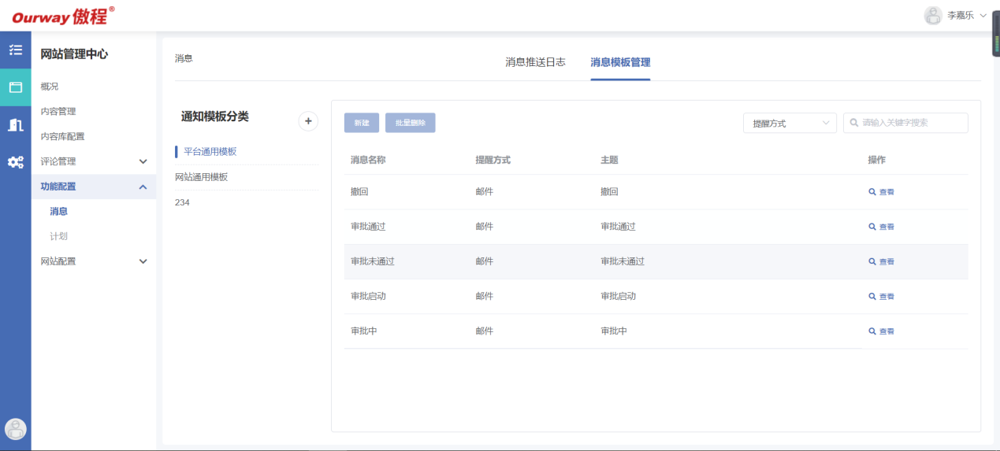 Ourway 傲程®
李嘉乐
网站管理中心
概况
内容管理
内容库配置
评论管理
功能配置
消息
计划
网站配置
消息
消息推送日志 消息模板管理
通知模板分类
平台通用模板
网站通用模板
234
新建 批量删除 提醒方式 请输入关键字搜索
消息名称 提醒方式 主题 操作
撤回 邮件 撤回 查看
审批通过 邮件 审批通过 查看
审批未通过 邮件 审批未通过 查看
审批启动 邮件 审批启动 查看
审批中 邮件 审批中 查看